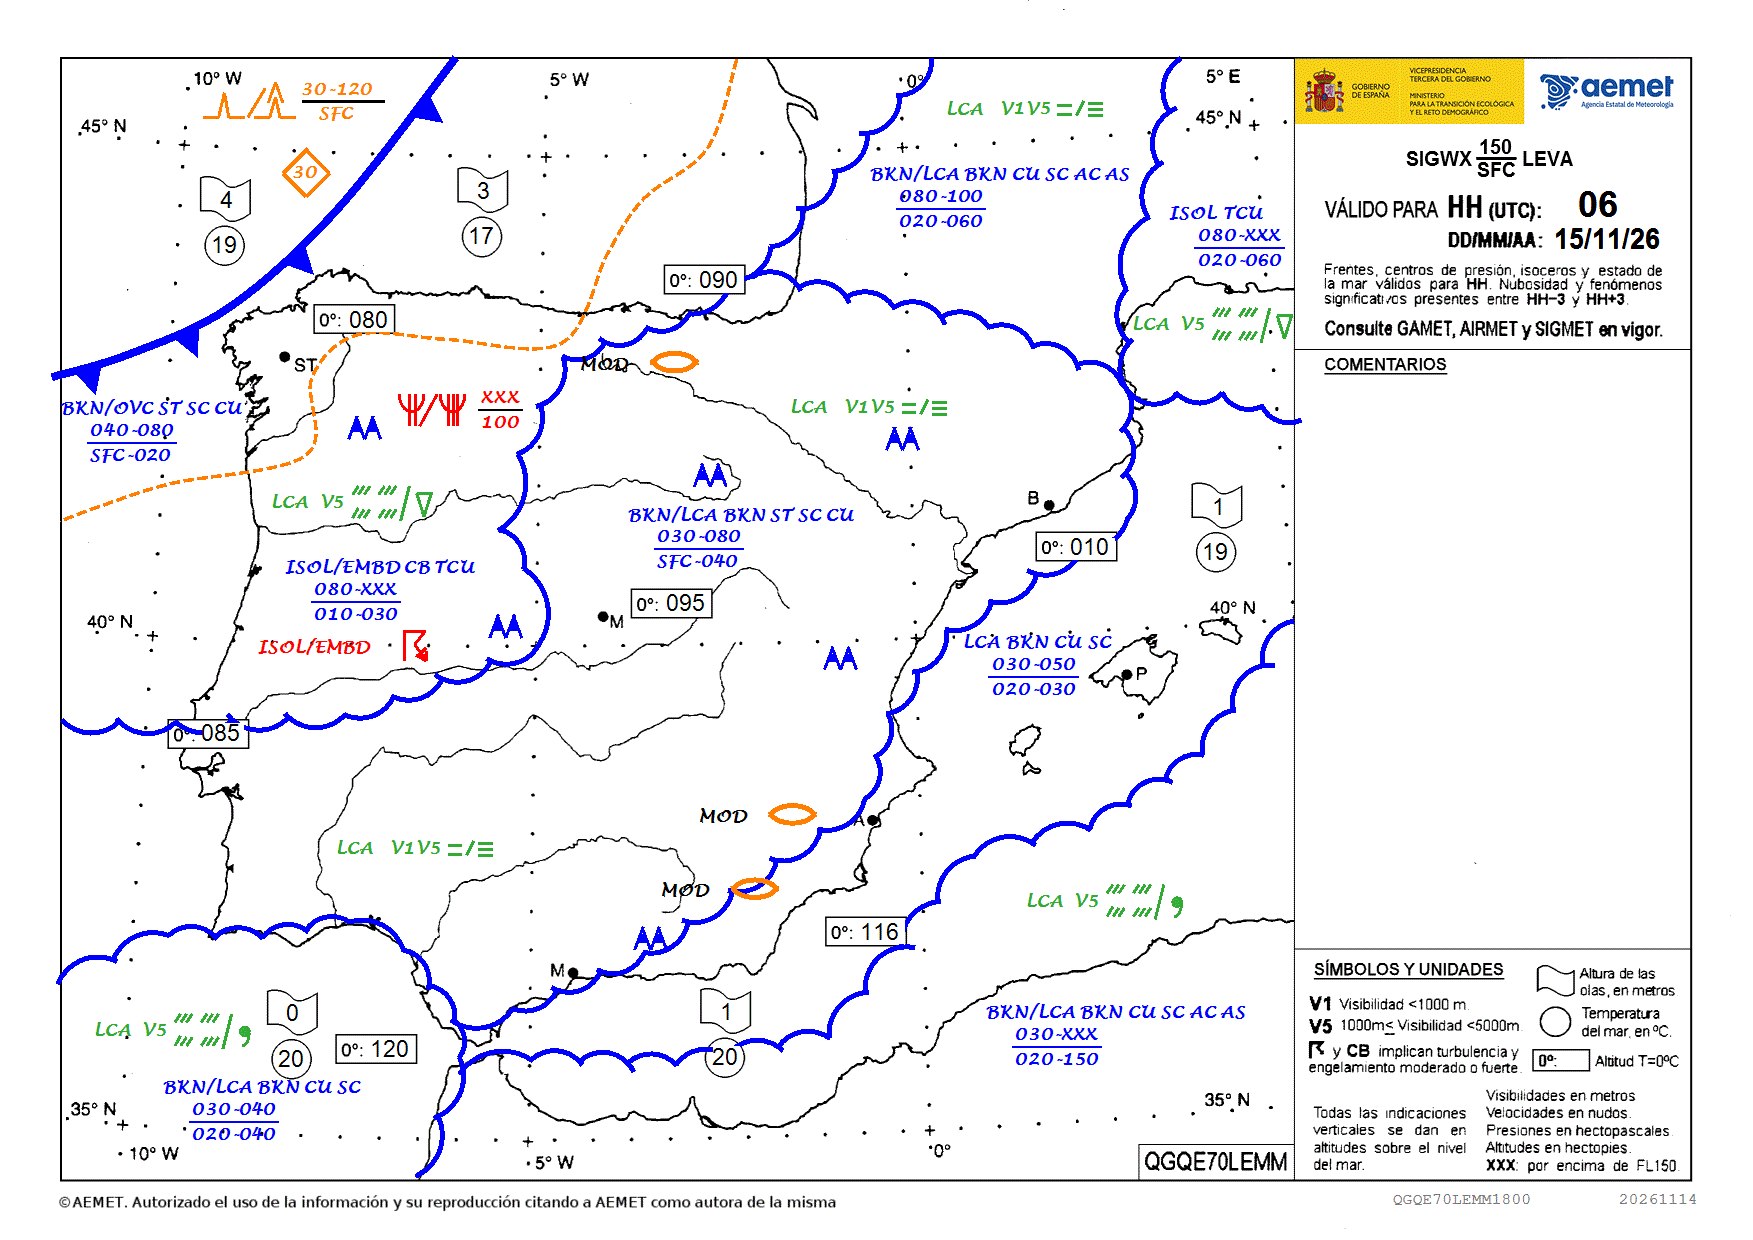 10° W
5° W
0°
5° E
45° N
45° N
30-120
SFC
30
4
19
3
17
LCA V1V5
BKN/LCA BKN CU SC AC AS
080-100
020-060
ISOL TCU
080-XXX
020-060
0°: 090
0°: 080
LCA V5
ST
MOD
BKN/OVC ST SC CU
040-080
SFC-020
XXX
100
LCA V1V5
LCA V5
BKN/LCA BKN ST SC CU
030-080
SFC-040
B
1
19
0°: 010
ISOL/EMBD CB TCU
080-XXX
010-030
0°: 095
M
40° N
40° N
ISOL/EMBD
LCA BKN CU SC
030-050
020-030
P
0°: 085
MOD
A
LCA V1V5
MOD
LCA V5
0°: 116
M
0
20
1
20
LCA V5
0°: 120
BKN/LCA BKN CU SC
030-040
020-040
BKN/LCA BKN CU SC AC AS
030-XXX
020-150
35° N
35° N
10° W
5° W
0°
QGQE70LEMM
GOBIERNO
DE ESPAÑA
VICEPRESIDENCIA
TERCERA DEL GOBIERNO
MINISTERIO
PARA LA TRANSICIÓN ECOLÓGICA
Y EL RETO DEMOGRÁFICO
aemet
Agencia Estatal de Meteorología
SIGWX 150 SFC LEVA
VÁLIDO PARA HH (UTC): 06
DD/MM/AA: 15/11/26
Frentes, centros de presión, isoceros y estado de
la mar válidos para HH. Nubosidad y fenómenos
significativos presentes entre HH-3 y HH+3.
Consulte GAMET, AIRMET y SIGMET en vigor.
COMENTARIOS
SÍMBOLOS Y UNIDADES
V1 Visibilidad <1000 m.
V5 1000m≤ Visibilidad <5000m.
y CB implican turbulencia y
engelamiento moderado o fuerte.
Altura de las
olas, en metros
Temperatura
del mar, en ºC.
0º: Altitud T=0ºC
Todas las indicaciones
verticales se dan en
altitudes sobre el nivel
del mar.
Visibilidades en metros
Velocidades en nudos.
Presiones en hectopascales.
Altitudes en hectopies.
XXX: por encima de FL150.
©AEMET. Autorizado el uso de la información y su reproducción citando a AEMET como autora de la misma
QGQE70LEMM1800 20261114